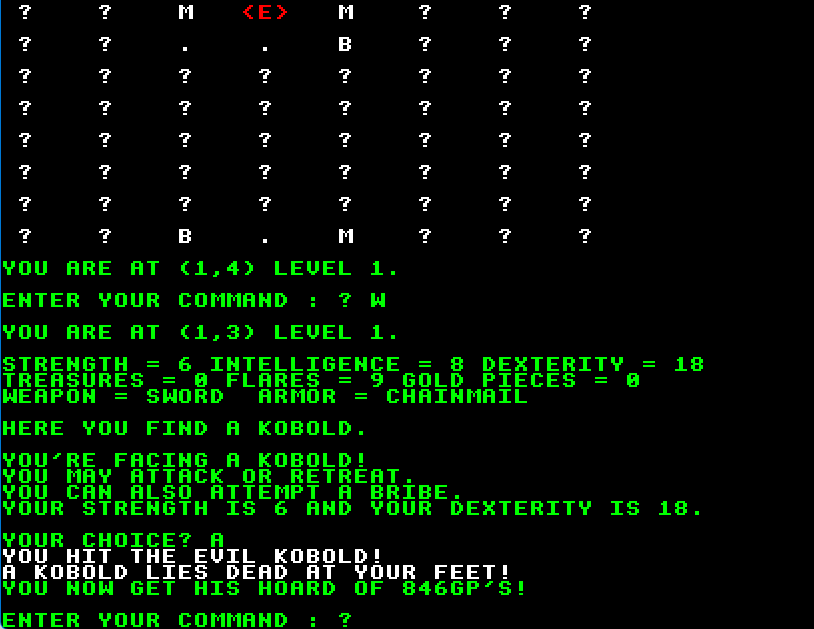 ? ? M <E> M ? ? ?
? ? . . B ? ? ?
? ? ? ? ? ? ? ?
? ? ? ? ? ? ? ?
? ? ? ? ? ? ? ?
? ? ? ? ? ? ? ?
? ? ? ? ? ? ? ?
? ? B . M ? ? ?
YOU ARE AT (1,4) LEVEL 1.
ENTER YOUR COMMAND : ? W
YOU ARE AT (1,3) LEVEL 1.
STRENGTH = 6 INTELLIGENCE = 8 DEXTERITY = 18
TREASURES = 0 FLARES = 9 GOLD PIECES = 0
WEAPON = SWORD  ARMOR = CHAINMAIL
HERE YOU FIND A KOBOLD.
YOU'RE FACING A KOBOLD!
YOU MAY ATTACK OR RETREAT.
YOU CAN ALSO ATTEMPT A BRIBE.
YOUR STRENGTH IS 6 AND YOUR DEXTERITY IS 18.
YOUR CHOICE? A
YOU HIT THE EVIL KOBOLD!
A KOBOLD LIES DEAD AT YOUR FEET!
YOU NOW GET HIS HOARD OF 846GP'S!
ENTER YOUR COMMAND : ?